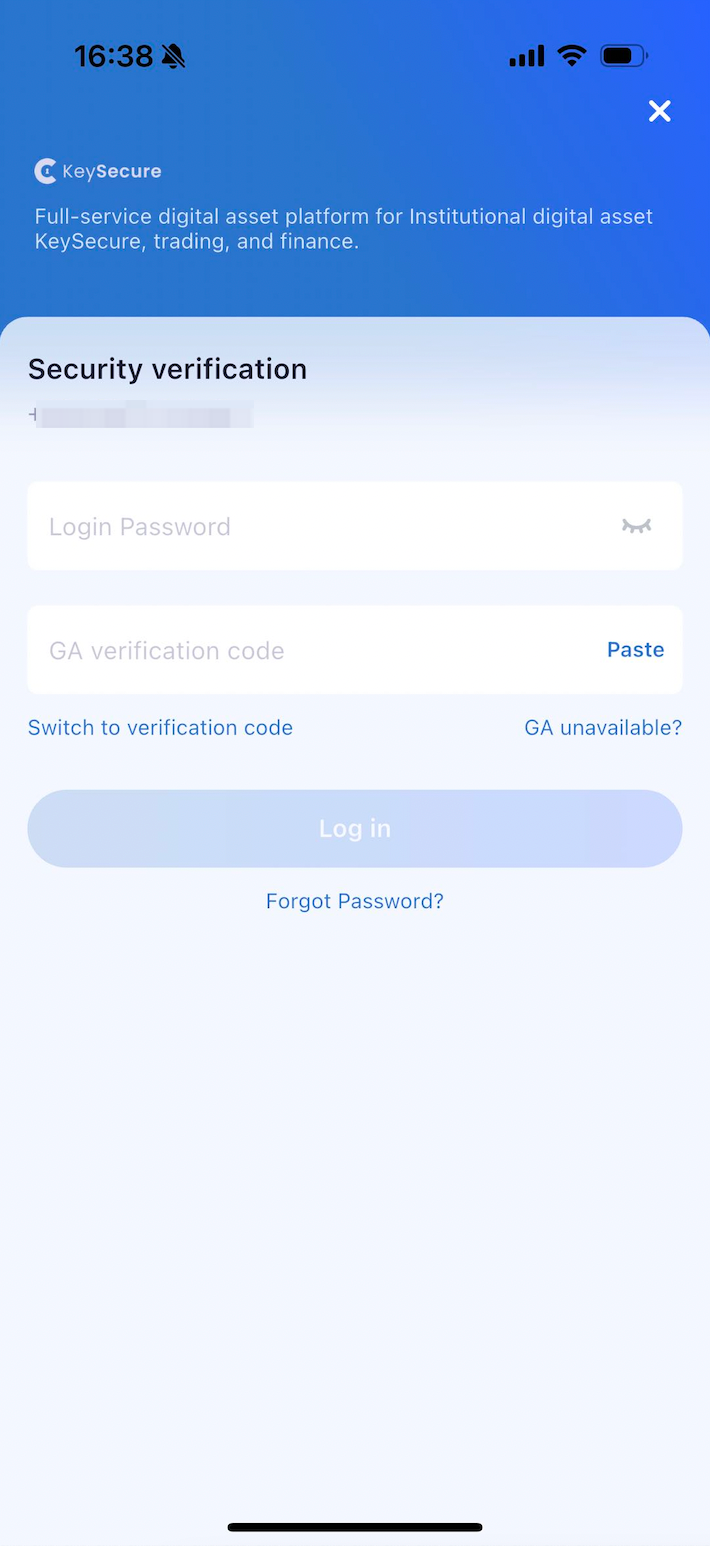 16:38
KeySecure
Full-service digital asset platform for Institutional digital asset
KeySecure, trading, and finance.
Security verification
+
Login Password
GA verification code
Paste
Switch to verification code
GA unavailable?
Log in
Forgot Password?